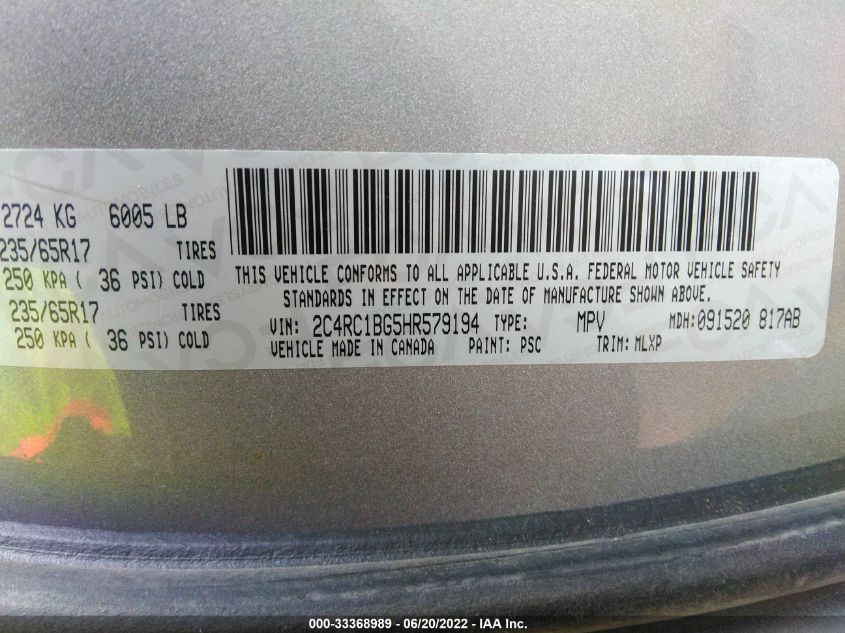 2724 KG 6005 LB
235/65R17 TIRES
250 KPA ( 36 PSI) COLD
235/65R17 TIRES
250 KPA ( 36 PSI) COLD
THIS VEHICLE CONFORMS TO ALL APPLICABLE U.S.A. FEDERAL MOTOR VEHICLE SAFETY
STANDARDS IN EFFECT ON THE DATE OF MANUFACTURE SHOWN ABOVE.
VIN: 2C4RC1BG5HR579194 TYPE: MPV MDH: 091520 817AB
VEHICLE MADE IN CANADA PAINT: PSC TRIM: MLXP
000-33368989 — 06/20/2022 — IAA Inc.